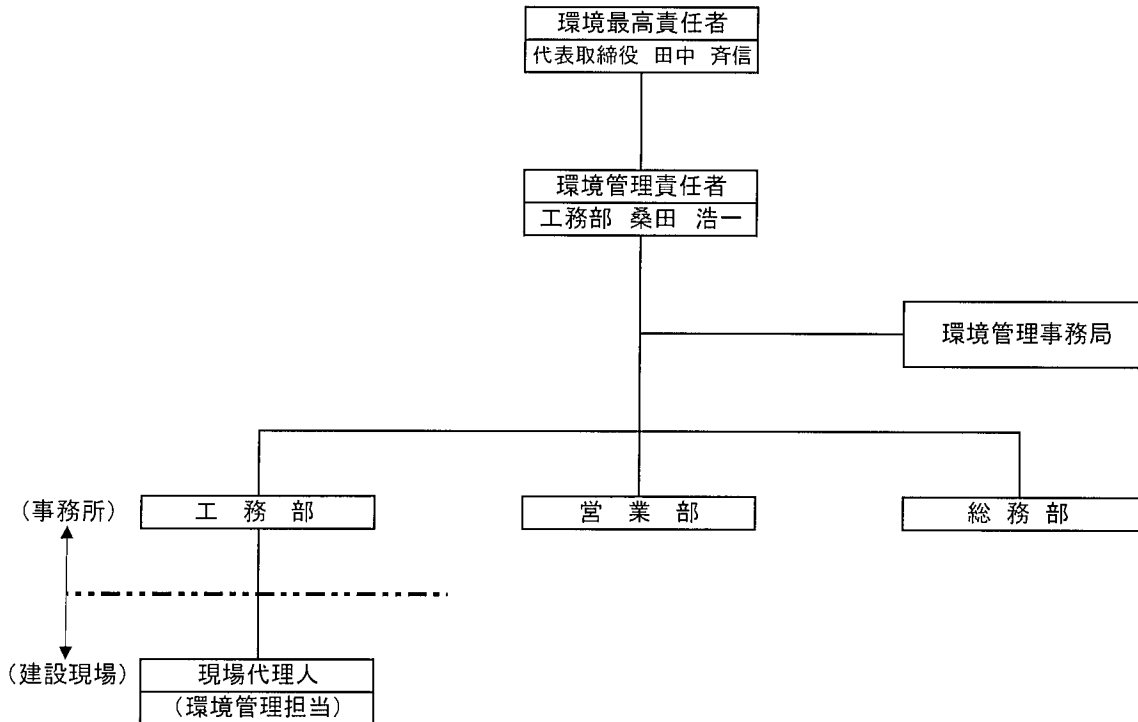 環境最高責任者
代表取締役 田中 斉信
環境管理責任者
工務部 桑田 浩一
環境管理事務局
(事務所)
工 務 部
営 業 部
総 務 部
(建設現場)
現場代理人
(環境管理担当)